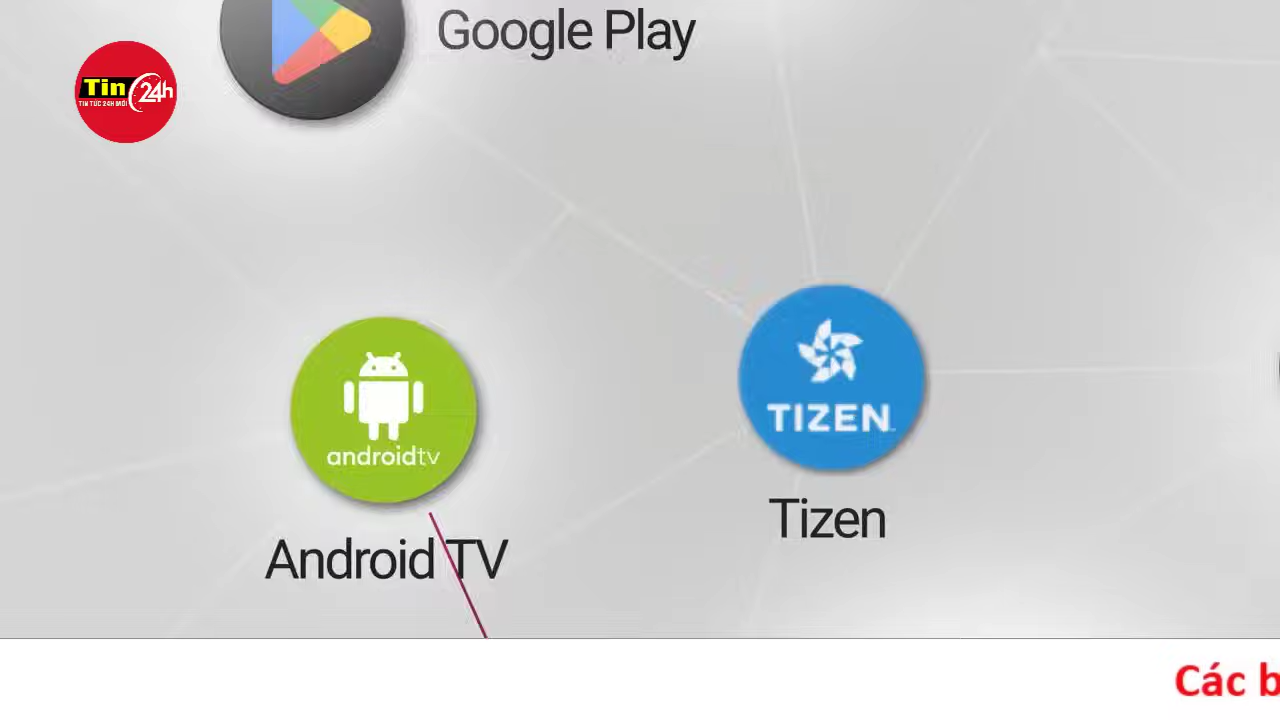 Google Play
Tin 24h
TIN TỨC 24H MỚI
TIZEN
androidtv
Tizen
Android TV
Các b